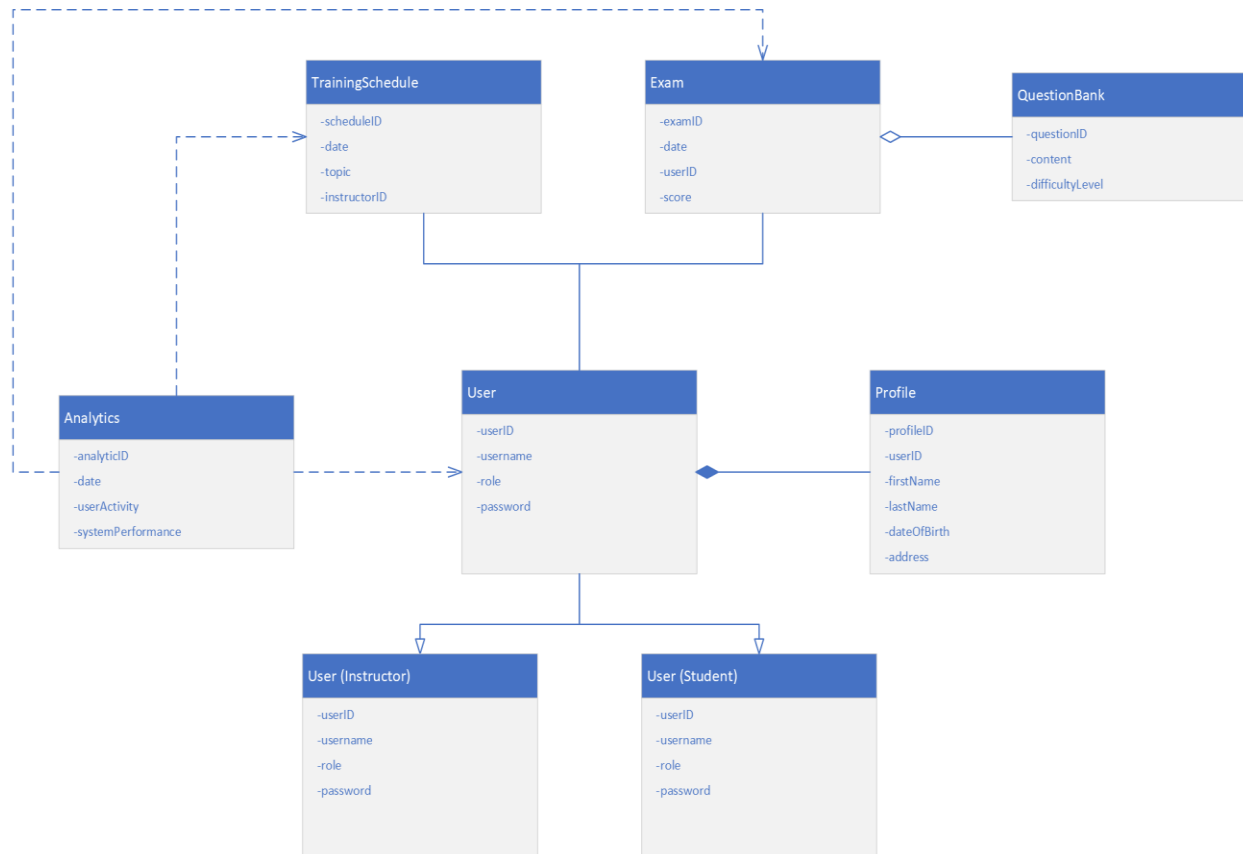 TrainingSchedule
-scheduleID
-date
-topic
-instructorID
Exam
-examID
-date
-userID
-score
QuestionBank
-questionID
-content
-difficultyLevel
Analytics
-analyticID
-date
-userActivity
-systemPerformance
User
-userID
-username
-role
-password
Profile
-profileID
-userID
-firstName
-lastName
-dateOfBirth
-address
User (Instructor)
-userID
-username
-role
-password
User (Student)
-userID
-username
-role
-password